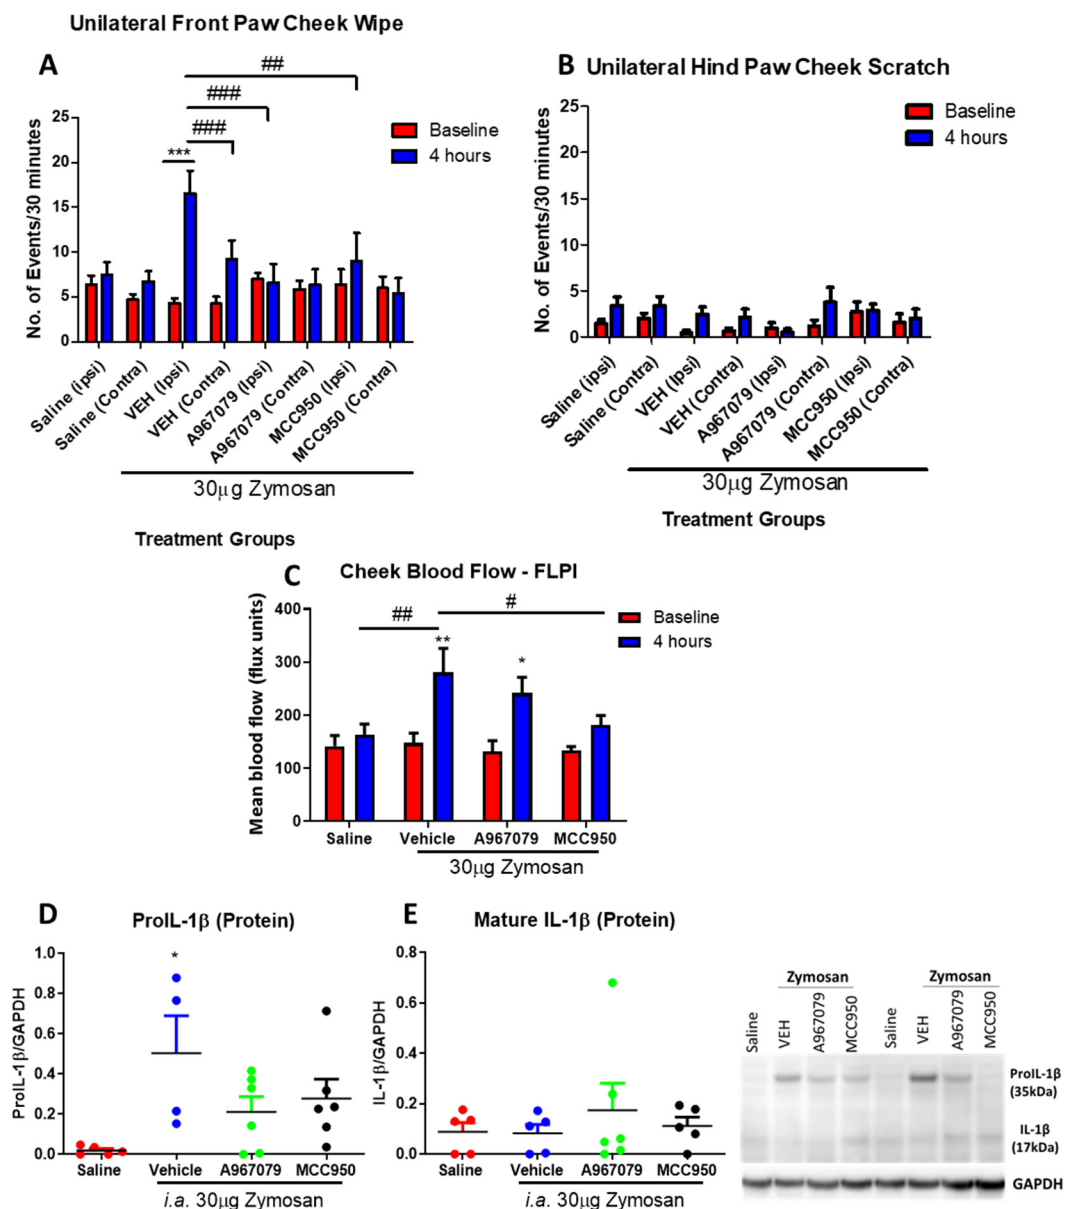 Unilateral Front Paw Cheek Wipe
A
##
###
###
***
No. of Events/30 minutes
25
20
15
10
5
0
Baseline
4 hours
Saline (ipsi)
Saline (Contra)
VEH (Ipsi)
VEH (Contra)
A967079 (Ipsi)
A967079 (Contra)
MCC950 (Ipsi)
MCC950 (Contra)
30µg Zymosan
Treatment Groups
B
Unilateral Hind Paw Cheek Scratch
No. of Events/30 minutes
25
20
15
10
5
0
Baseline
4 hours
Saline (ipsi)
Saline (Contra)
VEH (Ipsi)
VEH (Contra)
A967079 (Ipsi)
A967079 (Contra)
MCC950 (Ipsi)
MCC950 (Contra)
30µg Zymosan
Treatment Groups
C
Cheek Blood Flow - FLPI
Mean blood flow (flux units)
400
300
200
100
0
##
#
**
*
Baseline
4 hours
Saline
Vehicle
A967079
MCC950
30µg Zymosan
D
ProIL-1β (Protein)
ProIL-1β/GAPDH
1.0
0.8
0.6
0.4
0.2
0.0
*
Saline
Vehicle
A967079
MCC950
i.a. 30µg Zymosan
E
Mature IL-1β (Protein)
IL-1β/GAPDH
0.8
0.6
0.4
0.2
0.0
Saline
Vehicle
A967079
MCC950
i.a. 30µg Zymosan
Zymosan
Zymosan
Saline
VEH
A967079
MCC950
Saline
VEH
A967079
MCC950
ProIL-1β
(35kDa)
IL-1β
(17kDa)
GAPDH